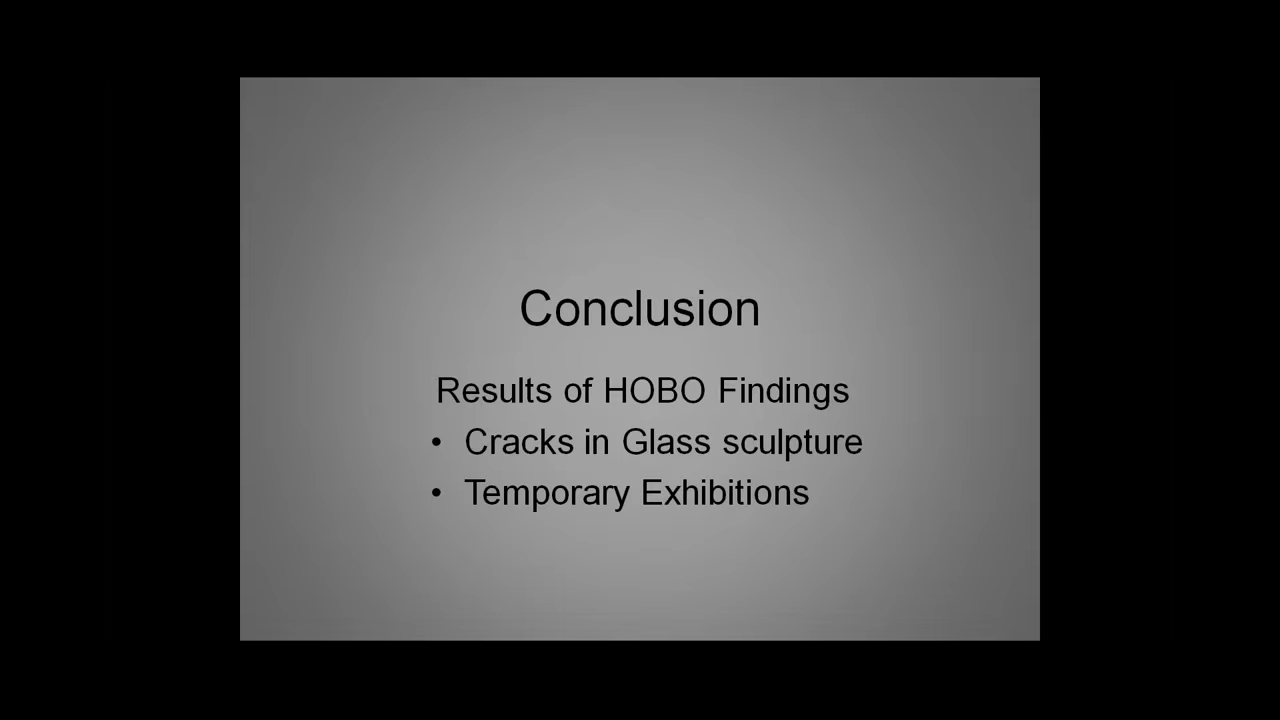 Conclusion
Results of HOBO Findings
• Cracks in Glass sculpture
• Temporary Exhibitions